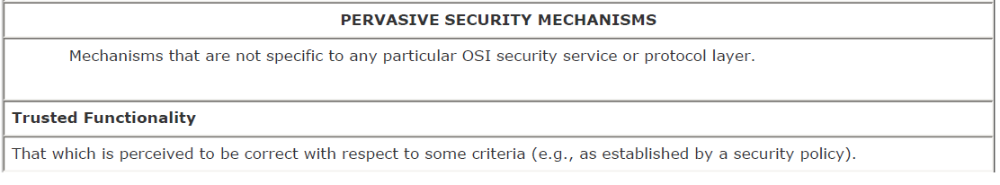 PERVASIVE SECURITY MECHANISMS
Mechanisms that are not specific to any particular OSI security service or protocol layer.
Trusted Functionality
That which is perceived to be correct with respect to some criteria (e.g., as established by a security policy).